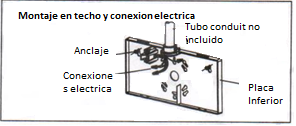 Montaje en techo y conexion electrica
Tubo conduit no
incluido
Anclaje
Conexione
s electrica
Placa
Inferior